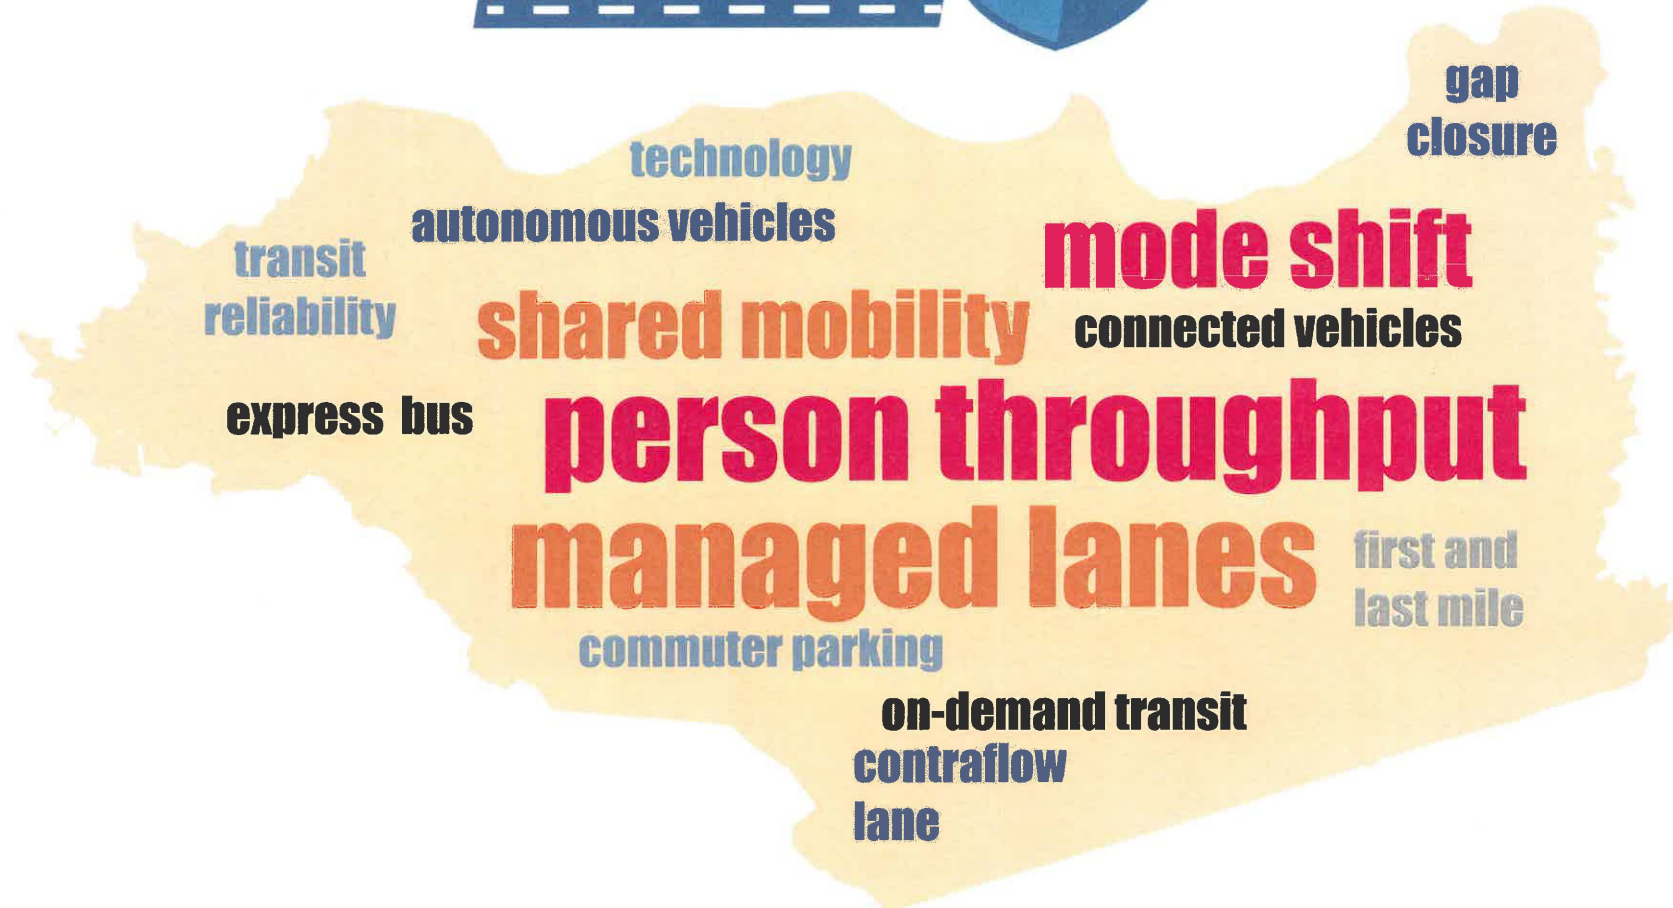 gap
closure
technology
autonomous vehicles
mode shift
transit
reliability
shared mobility
connected vehicles
express bus
person throughput
managed lanes
first and
last mile
commuter parking
on-demand transit
contraflow
lane